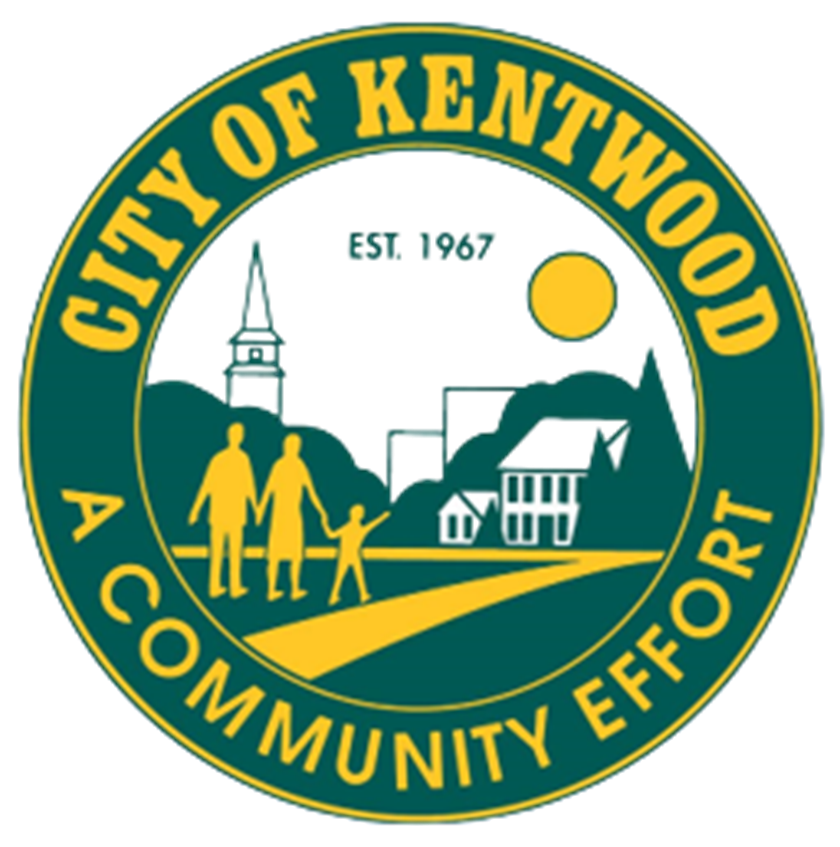 CITY OF KENTWOOD
EST. 1967
A COMMUNITY EFFORT